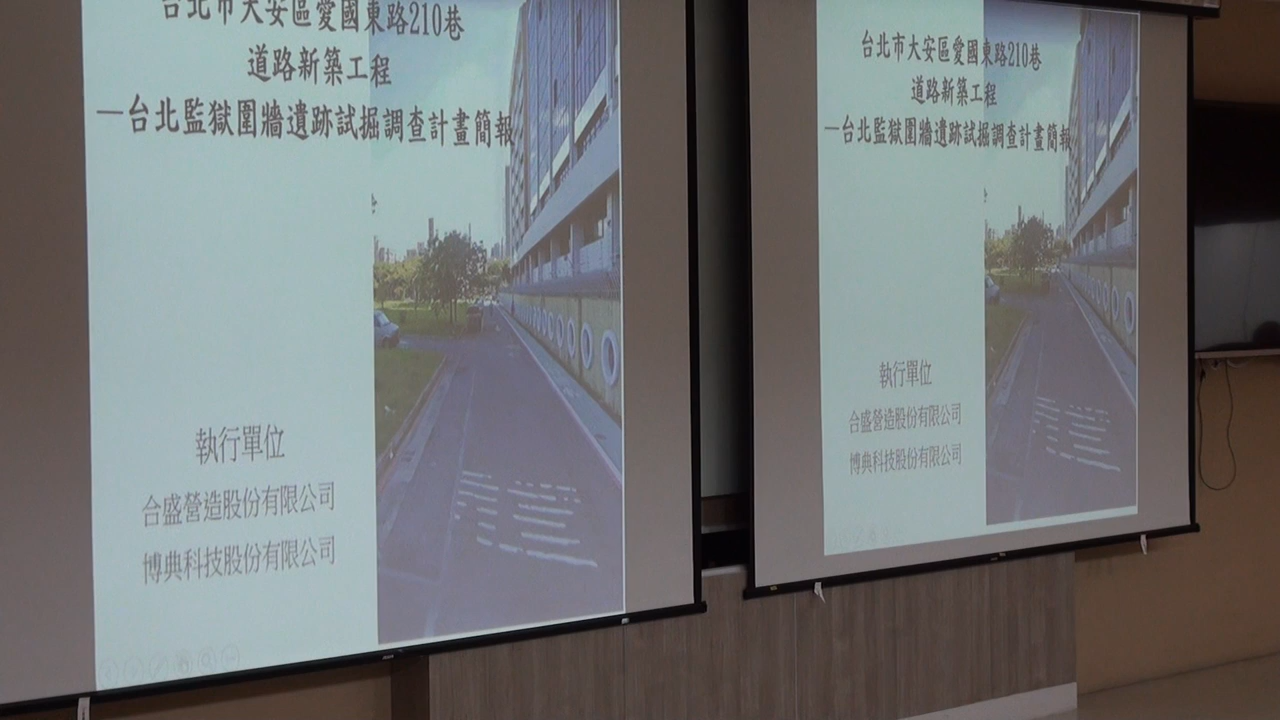 台北市大安區愛國東路210巷
道路新築工程
—台北監獄圍牆遺跡試掘調查計畫簡報
執行單位
合盛營造股份有限公司
博典科技股份有限公司
台北市大安區愛國東路210巷
道路新築工程
—台北監獄圍牆遺跡試掘調查計畫簡報
執行單位
合盛營造股份有限公司
博典科技股份有限公司